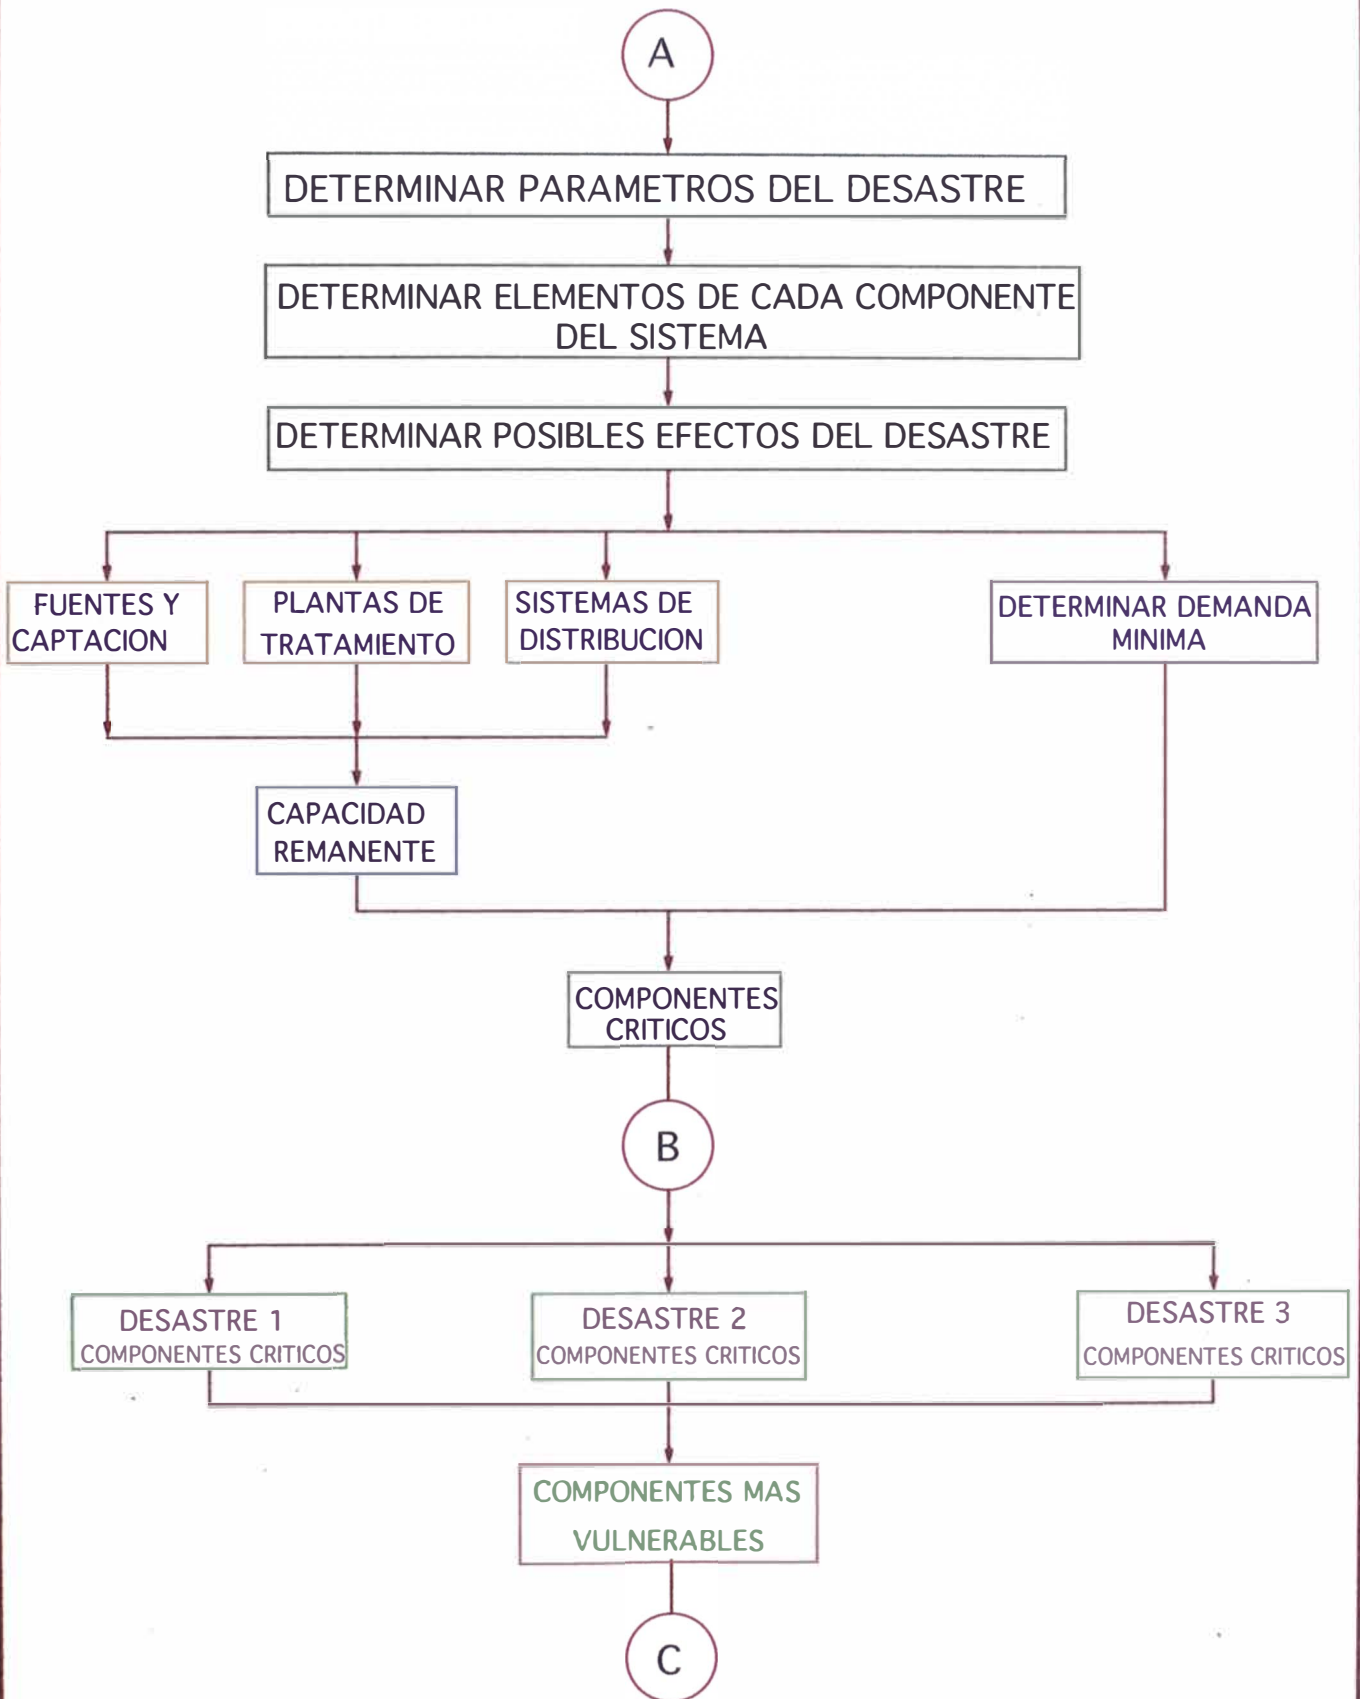 A
DETERMINAR PARAMETROS DEL DESASTRE
DETERMINAR ELEMENTOS DE CADA COMPONENTE
DEL SISTEMA
DETERMINAR POSIBLES EFECTOS DEL DESASTRE
FUENTES Y
CAPTACION
PLANTAS DE
TRATAMIENTO
SISTEMAS DE
DISTRIBUCION
DETERMINAR DEMANDA
MINIMA
CAPACIDAD
REMANENTE
COMPONENTES
CRITICOS
B
DESASTRE 1
COMPONENTES CRITICOS
DESASTRE 2
COMPONENTES CRITICOS
DESASTRE 3
COMPONENTES CRITICOS
COMPONENTES MAS
VULNERABLES
C